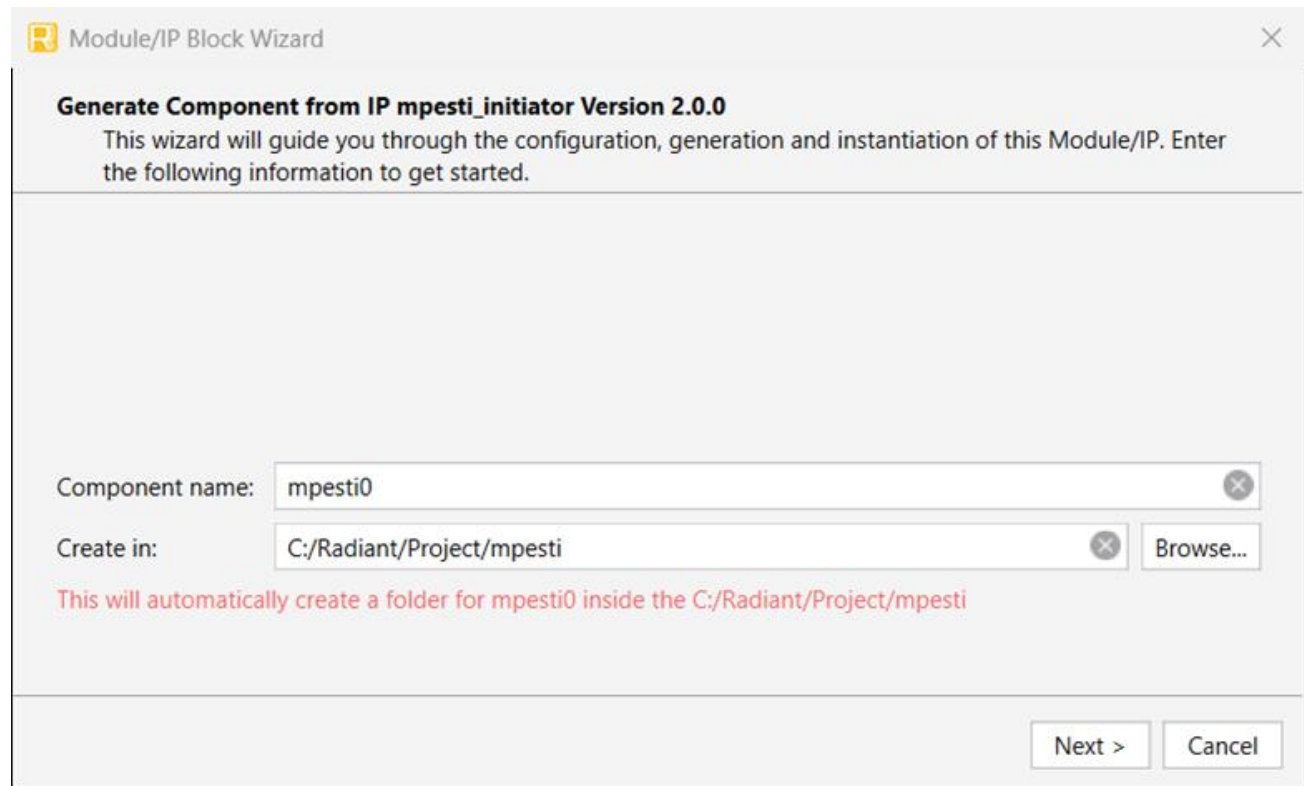 Module/IP Block Wizard
Generate Component from IP mpesti_initiator Version 2.0.0
This wizard will guide you through the configuration, generation and instantiation of this Module/IP. Enter
the following information to get started.
Component name: mpesti0
Create in: C:/Radiant/Project/mpesti Browse...
This will automatically create a folder for mpesti0 inside the C:/Radiant/Project/mpesti
Next > Cancel